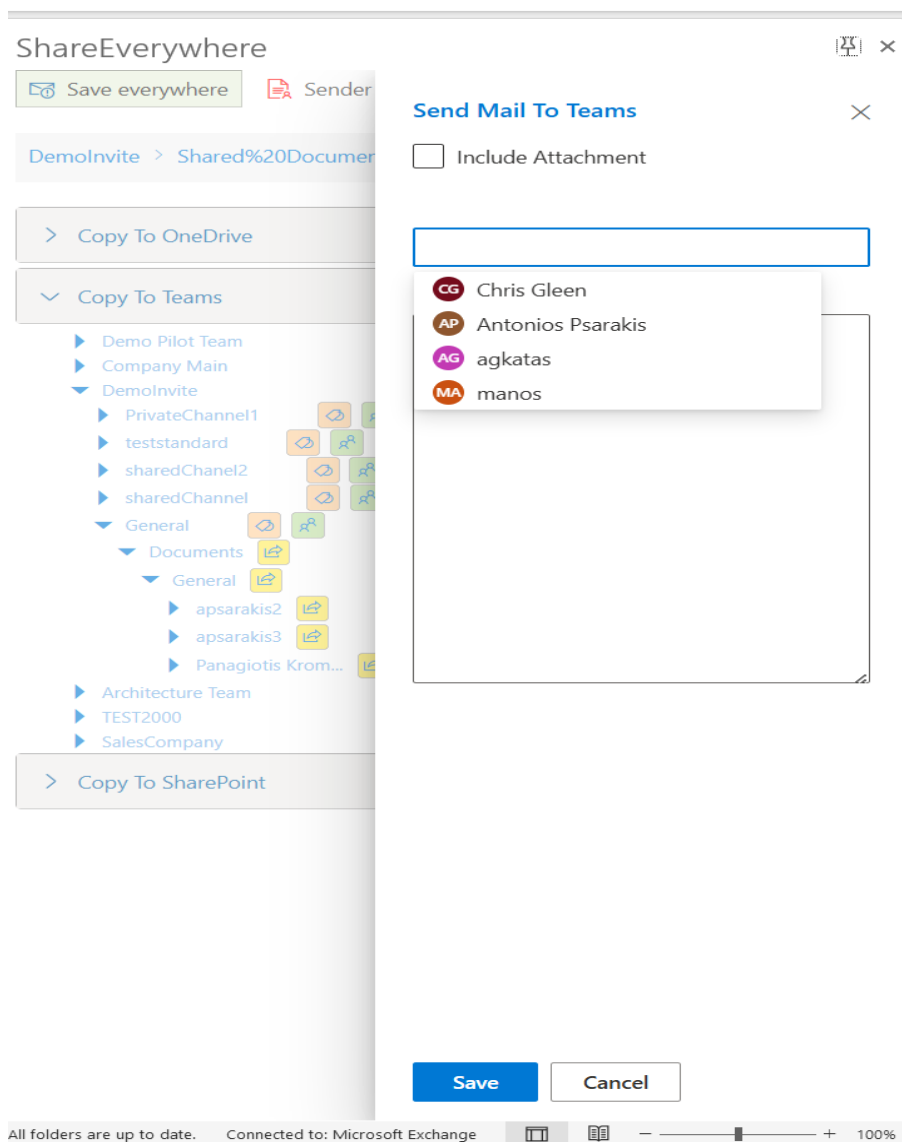 ShareEverywhere
Save everywhere
Sender
DemoInvite > Shared%20Documen
Copy To OneDrive
Copy To Teams
Demo Pilot Team
Company Main
DemoInvite
PrivateChannel1
teststandard
sharedChanel2
sharedChannel
General
Documents
General
apsarakis2
apsarakis3
Panagiotis Krom...
Architecture Team
TEST2000
SalesCompany
Copy To SharePoint
Send Mail To Teams
Include Attachment
CG Chris Gleen
AP Antonios Psarakis
AG agkatas
MA manos
Save
Cancel
All folders are up to date. Connected to: Microsoft Exchange 100%